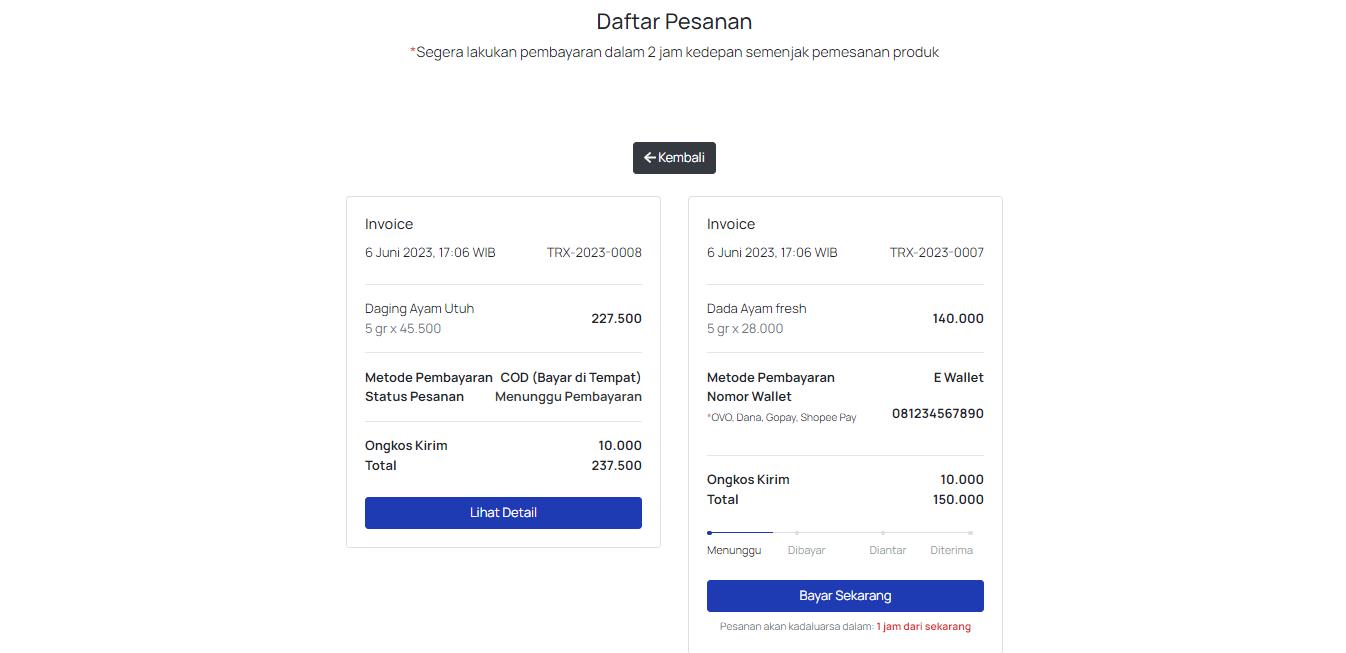 Daftar Pesanan
*Segera lakukan pembayaran dalam 2 jam kedepan semenjak pemesanan produk
Kembali
Invoice
6 Juni 2023, 17:06 WIB TRX-2023-0008
Daging Ayam Utuh
5 gr x 45.500
227.500
Metode Pembayaran COD (Bayar di Tempat)
Status Pesanan Menunggu Pembayaran
Ongkos Kirim 10.000
Total 237.500
Lihat Detail
Invoice
6 Juni 2023, 17:06 WIB TRX-2023-0007
Dada Ayam fresh
5 gr x 28.000
140.000
Metode Pembayaran E Wallet
Nomor Wallet
*OVO, Dana, Gopay, Shopee Pay
081234567890
Ongkos Kirim 10.000
Total 150.000
Menunggu Dibayar Diantar Diterima
Bayar Sekarang
Pesanan akan kadaluarsa dalam: 1 jam dari sekarang